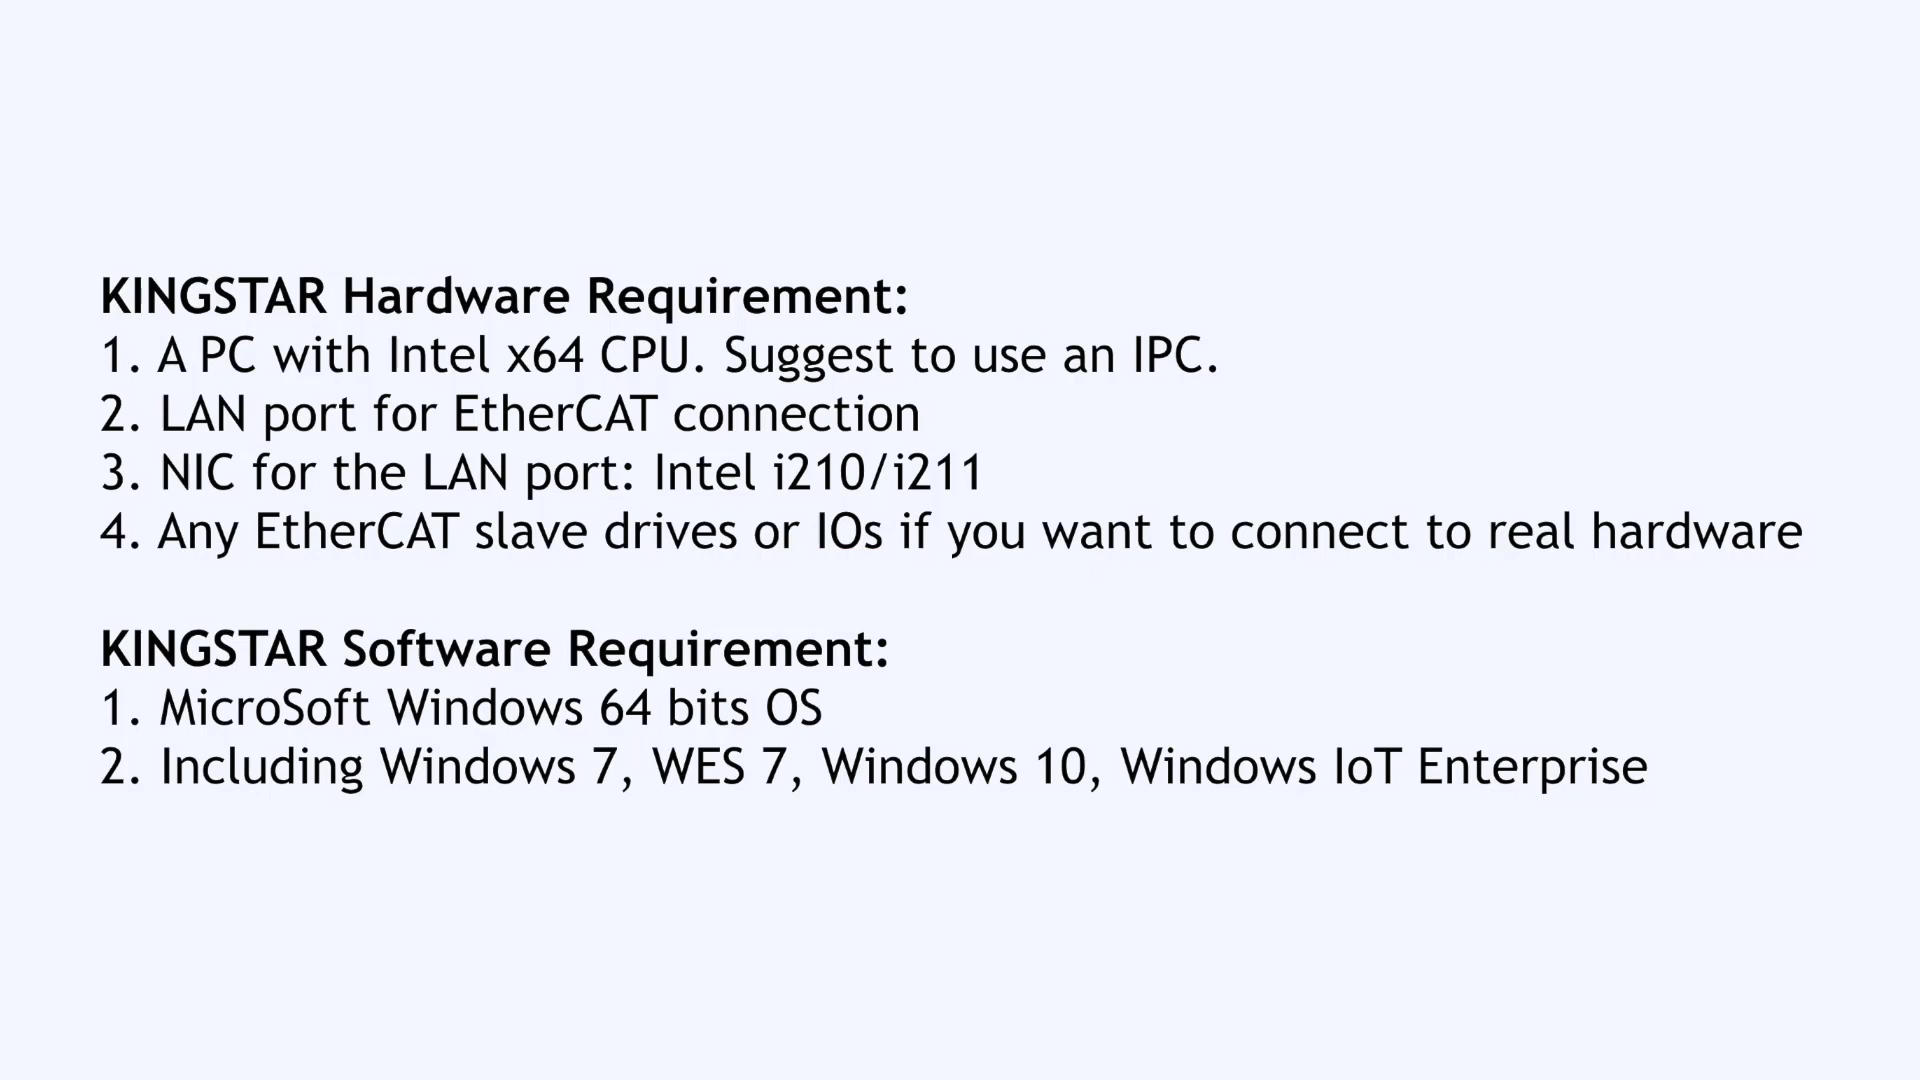 KINGSTAR Hardware Requirement:
1. A PC with Intel x64 CPU. Suggest to use an IPC.
2. LAN port for EtherCAT connection
3. NIC for the LAN port: Intel i210/i211
4. Any EtherCAT slave drives or IOs if you want to connect to real hardware
KINGSTAR Software Requirement:
1. MicroSoft Windows 64 bits OS
2. Including Windows 7, WES 7, Windows 10, Windows IoT Enterprise